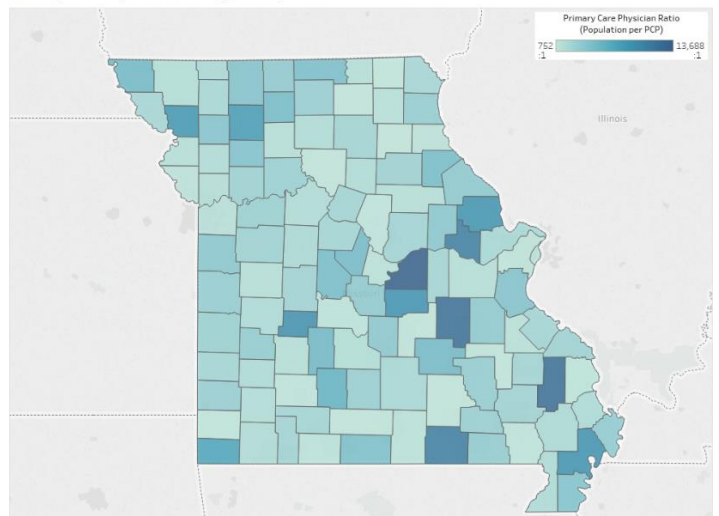 Primary Care Physician Ratio
(Population per PCP)
752
:1
13,688
:1
Illinois